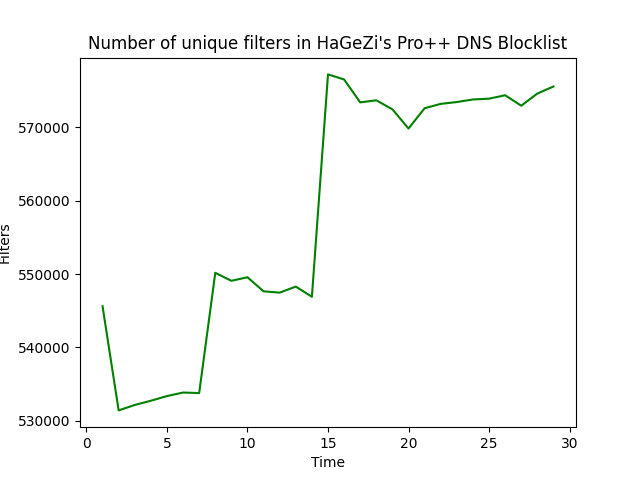 Number of unique filters in HaGeZi's Pro++ DNS Blocklist
570000
560000
550000
540000
530000
Filters
0 5 10 15 20 25 30
Time